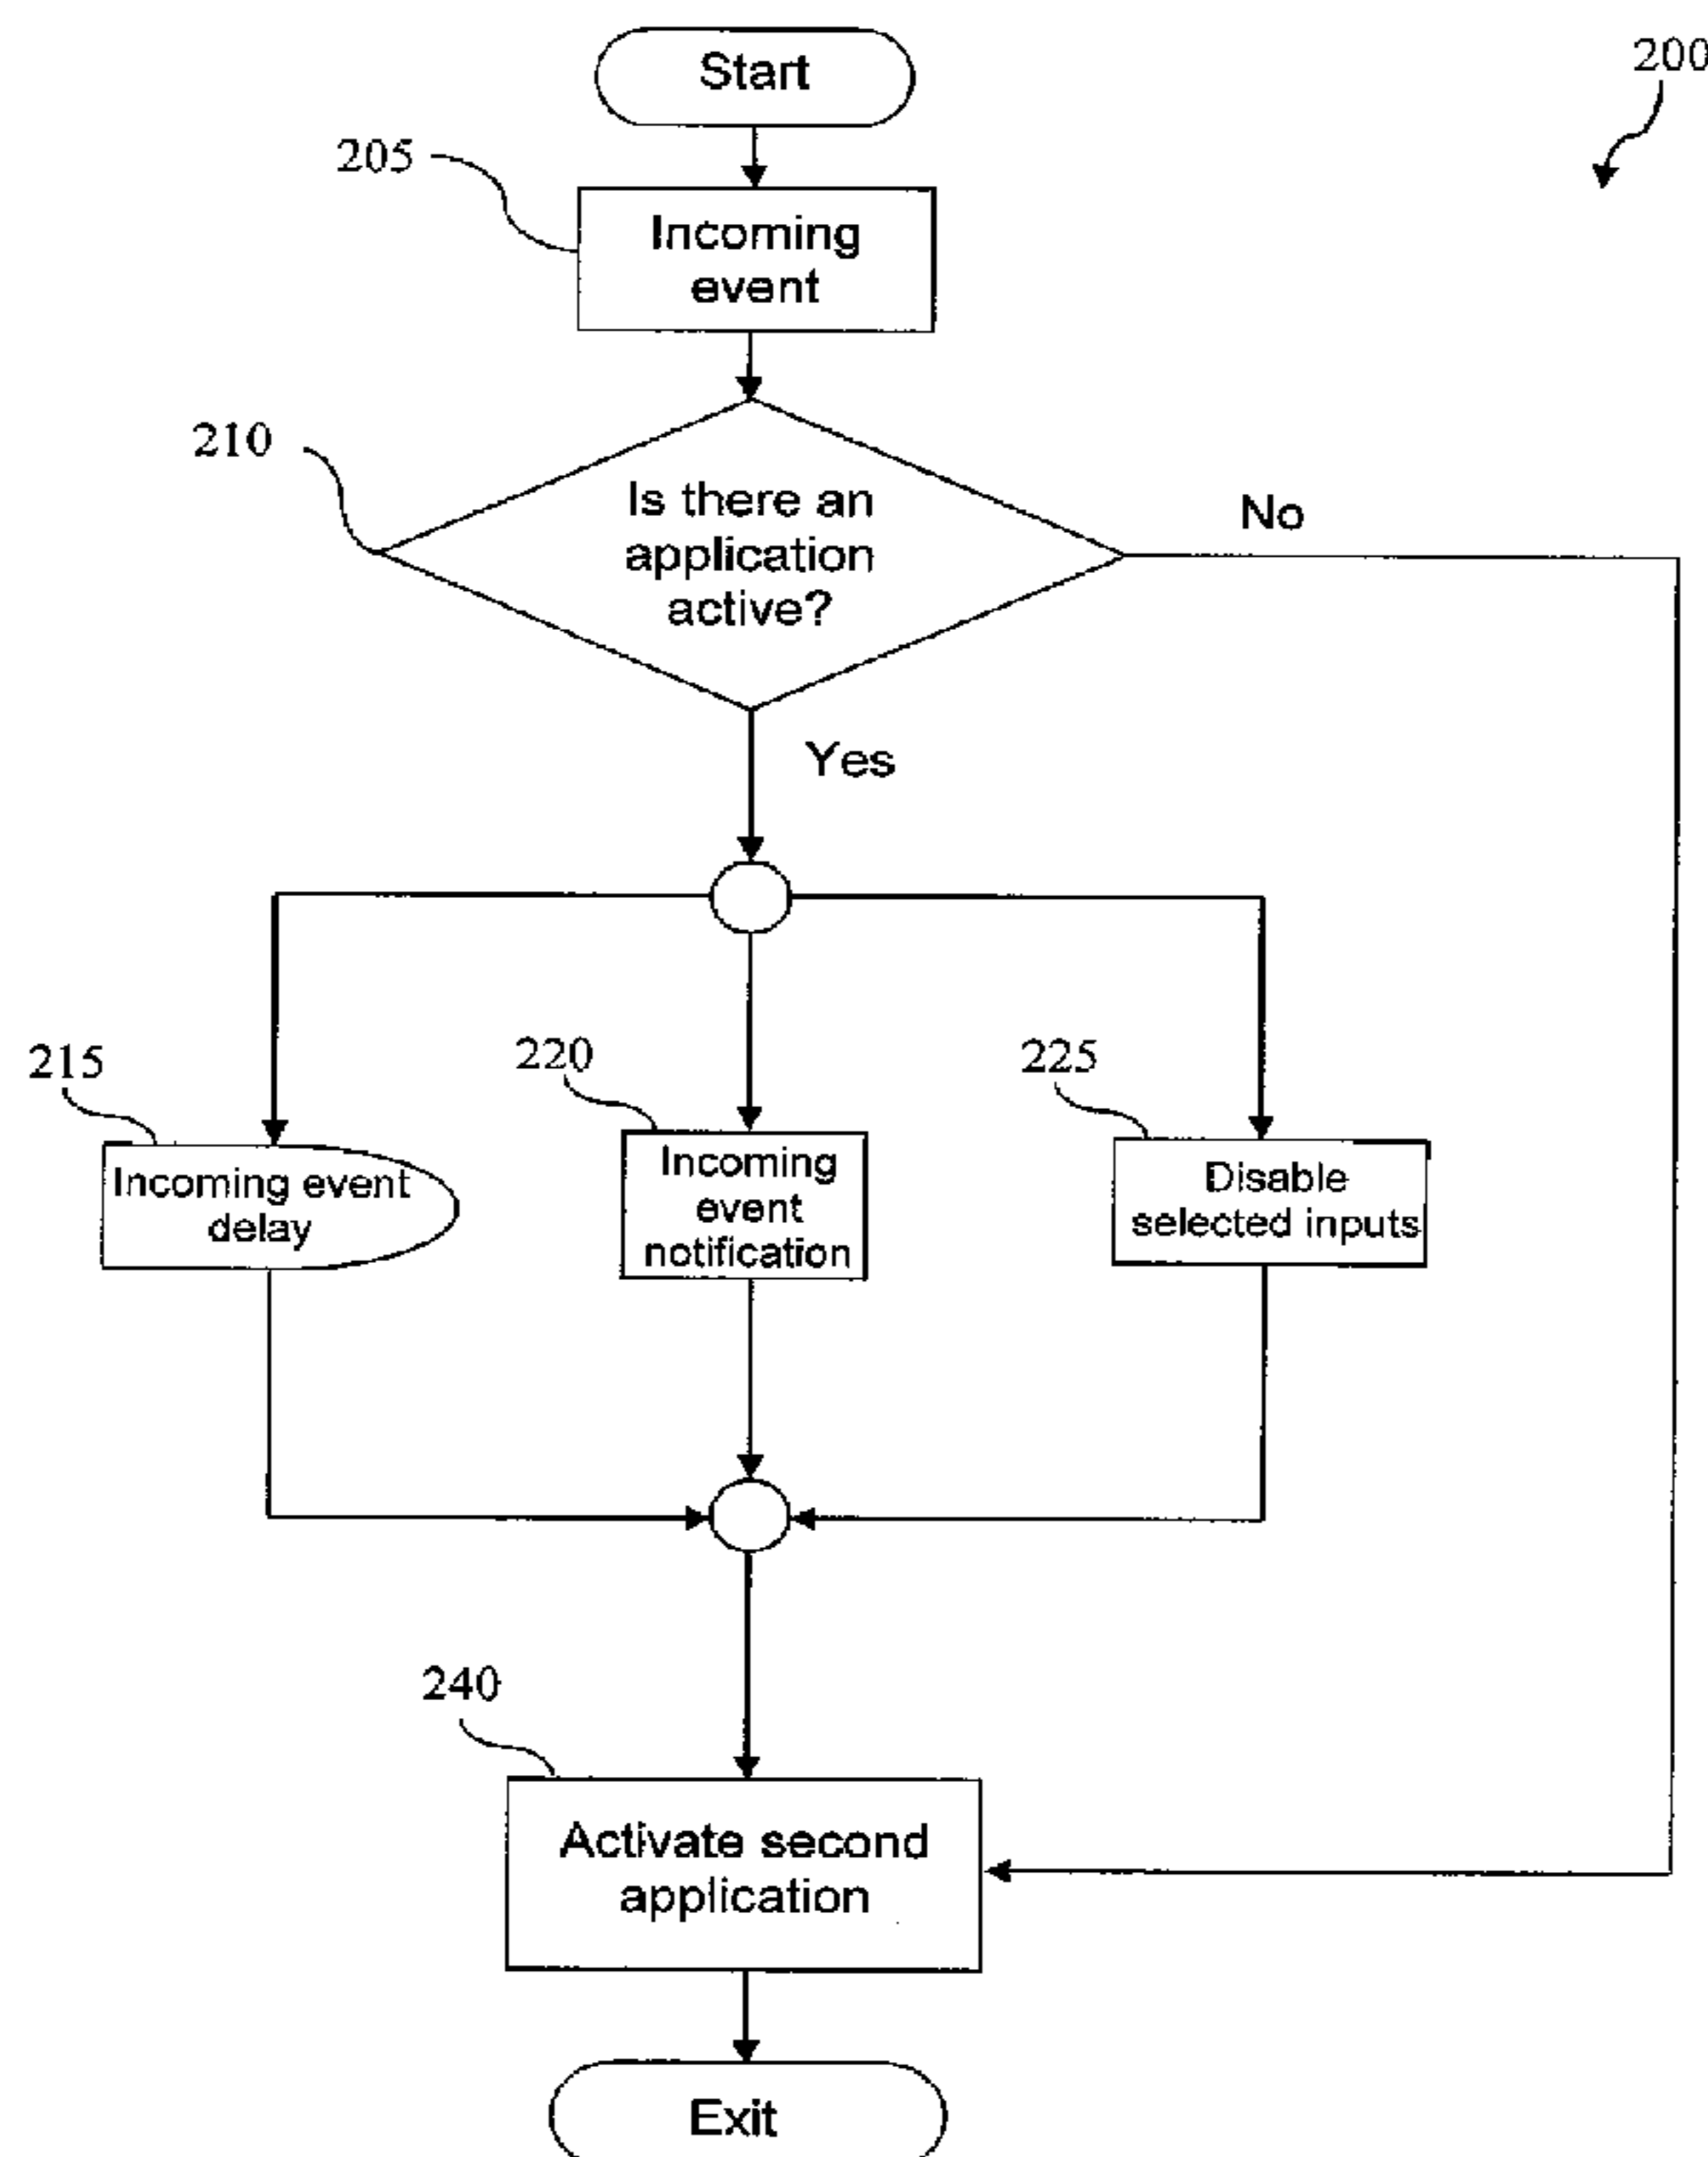 Start
200
205
Incoming
event
210
Is there an
application
active?
No
Yes
215
220
225
Incoming event
delay
Incoming
event
notification
Disable
selected inputs
240
Activate second
application
Exit